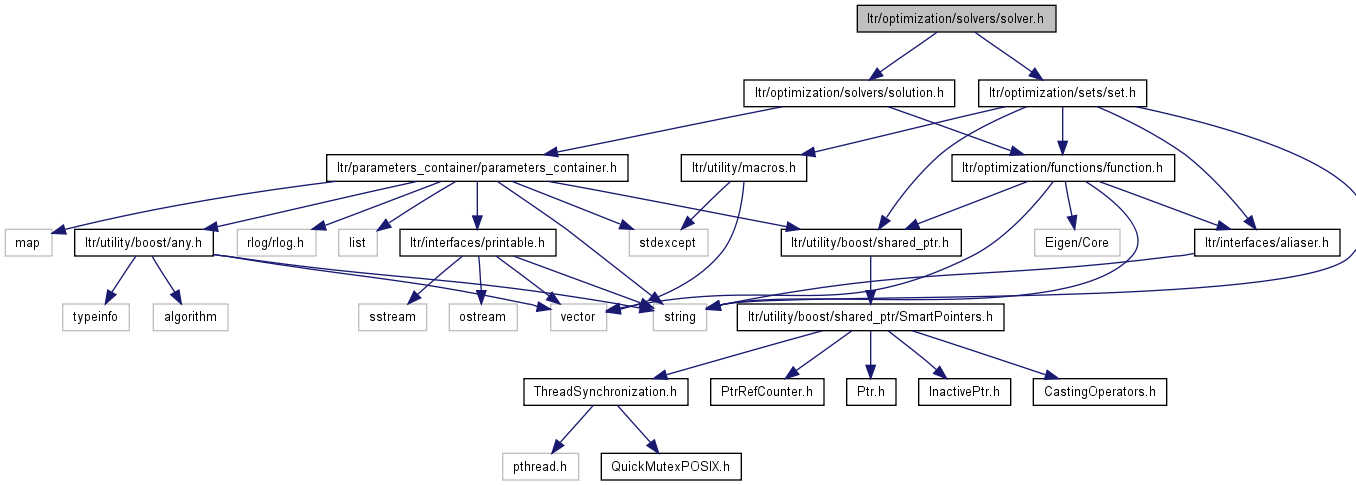 ltr/optimization/solvers/solver.h
ltr/optimization/solvers/solution.h
ltr/optimization/sets/set.h
ltr/parameters_container/parameters_container.h
ltr/utility/macros.h
ltr/optimization/functions/function.h
map
ltr/utility/boost/any.h
rlog/rlog.h
list
ltr/interfaces/printable.h
stdexcept
ltr/utility/boost/shared_ptr.h
Eigen/Core
ltr/interfaces/aliaser.h
typeinfo
algorithm
sstream
ostream
vector
string
ltr/utility/boost/shared_ptr/SmartPointers.h
ThreadSynchronization.h
PtrRefCounter.h
Ptr.h
InactivePtr.h
CastingOperators.h
pthread.h
QuickMutexPOSIX.h